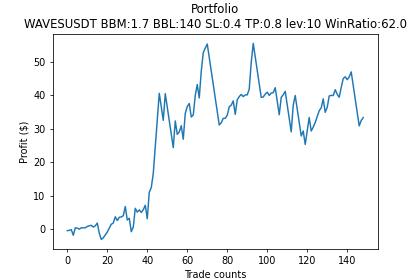 Portfolio
WAVESUSDT BBM:1.7 BBL:140 SL:0.4 TP:0.8 lev:10 WinRatio:62.0
50
40
30
20
10
0
Profit ($)
0 20 40 60 80 100 120 140
Trade counts